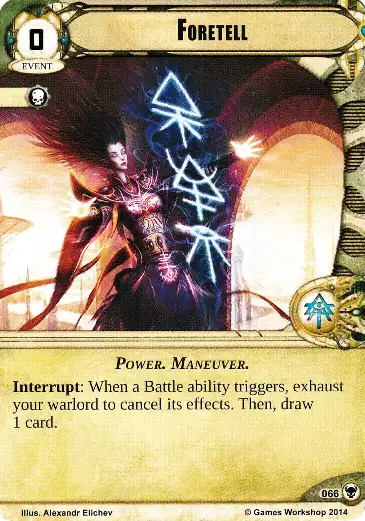 FORETELL
0
EVENT
POWER. MANEUVER.
Interrupt: When a Battle ability triggers, exhaust
your warlord to cancel its effects. Then, draw
1 card.
066
Illus. Alexandr Elichev
© Games Workshop 2014